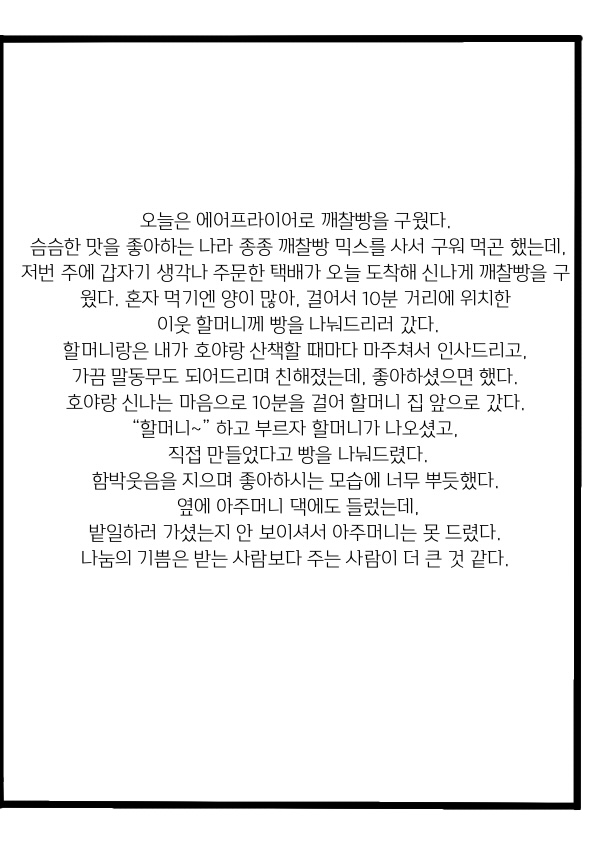 오늘은 에어프라이어로 깨찰빵을 구웠다.
슴슴한 맛을 좋아하는 나라 종종 깨찰빵 믹스를 사서 구워 먹곤 했는데,
저번 주에 갑자기 생각나 주문한 택배가 오늘 도착해 신나게 깨찰빵을 구
웠다. 혼자 먹기엔 양이 많아, 걸어서 10분 거리에 위치한
이웃 할머니께 빵을 나눠드리러 갔다.
할머니랑은 내가 호야랑 산책할 때마다 마주쳐서 인사드리고,
가끔 말동무도 되어드리며 친해졌는데, 좋아하셨으면 했다.
호야랑 신나는 마음으로 10분을 걸어 할머니 집 앞으로 갔다.
“할머니~” 하고 부르자 할머니가 나오셨고,
직접 만들었다고 빵을 나눠드렸다.
함박웃음을 지으며 좋아하시는 모습에 너무 뿌듯했다.
옆에 아주머니 댁에도 들렀는데,
밭일하러 가셨는지 안 보이셔서 아주머니는 못 드렸다.
나눔의 기쁨은 받는 사람보다 주는 사람이 더 큰 것 같다.